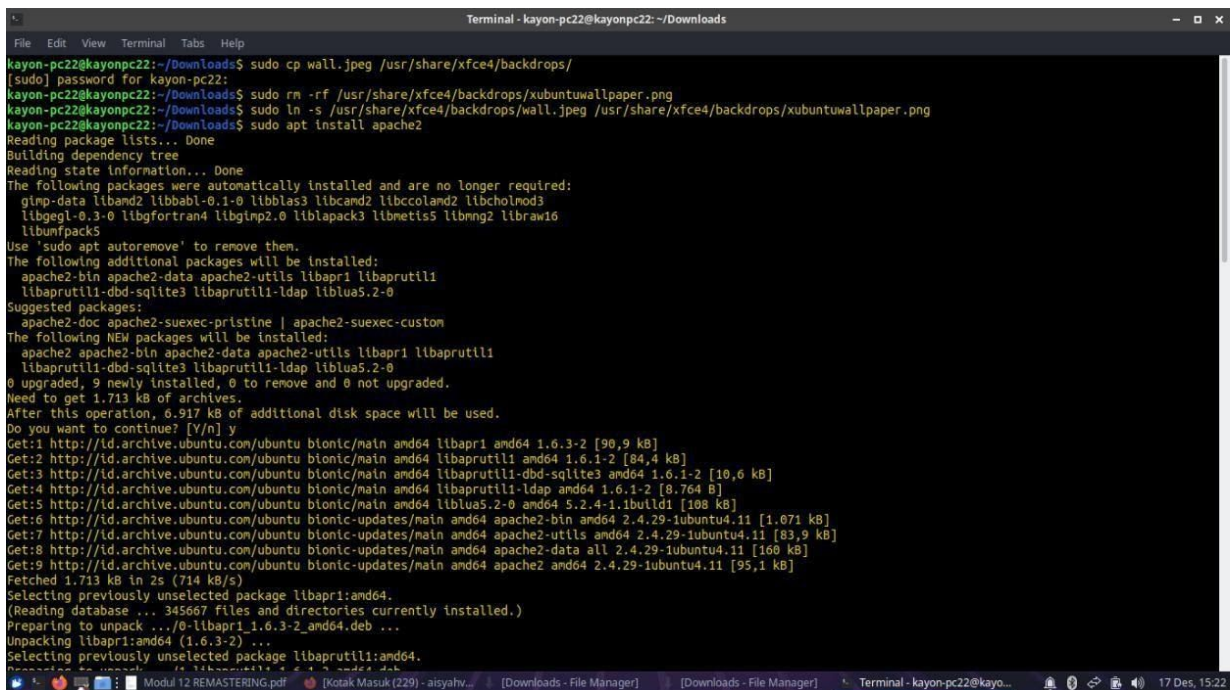 Terminal - kayon-pc22@kayonpc22: ~/Downloads
File Edit View Terminal Tabs Help
kayon-pc22@kayonpc22:~/Downloads$ sudo cp wall.jpeg /usr/share/xfce4/backdrops/
[sudo] password for kayon-pc22:
kayon-pc22@kayonpc22:~/Downloads$ sudo rm -rf /usr/share/xfce4/backdrops/xubuntuwallpaper.png
kayon-pc22@kayonpc22:~/Downloads$ sudo ln -s /usr/share/xfce4/backdrops/wall.jpeg /usr/share/xfce4/backdrops/xubuntuwallpaper.png
kayon-pc22@kayonpc22:~/Downloads$ sudo apt install apache2
Reading package lists... Done
Building dependency tree
Reading state information... Done
The following packages were automatically installed and are no longer required:
gimp-data libamd2 libbabl-0.1-0 libblas3 libcamd2 libccolamd2 libcholmod3
libgegl-0.3-0 libgfortran4 libgimp2.0 liblapack3 libmetis5 libmng2 libraw16
libumfpack5
Use 'sudo apt autoremove' to remove them.
The following additional packages will be installed:
apache2-bin apache2-data apache2-utils libapr1 libaprutil1
libaprutil1-dbd-sqlite3 libaprutil1-ldap liblua5.2-0
Suggested packages:
apache2-doc apache2-suexec-pristine | apache2-suexec-custom
The following NEW packages will be installed:
apache2 apache2-bin apache2-data apache2-utils libapr1 libaprutil1
libaprutil1-dbd-sqlite3 libaprutil1-ldap liblua5.2-0
0 upgraded, 9 newly installed, 0 to remove and 0 not upgraded.
Need to get 1.713 kB of archives.
After this operation, 6.917 kB of additional disk space will be used.
Do you want to continue? [Y/n] y
Get:1 http://id.archive.ubuntu.com/ubuntu bionic/main amd64 libapr1 amd64 1.6.3-2 [90,9 kB]
Get:2 http://id.archive.ubuntu.com/ubuntu bionic/main amd64 libaprutil1 amd64 1.6.1-2 [84,4 kB]
Get:3 http://id.archive.ubuntu.com/ubuntu bionic/main amd64 libaprutil1-dbd-sqlite3 amd64 1.6.1-2 [10,6 kB]
Get:4 http://id.archive.ubuntu.com/ubuntu bionic/main amd64 libaprutil1-ldap amd64 1.6.1-2 [8.764 B]
Get:5 http://id.archive.ubuntu.com/ubuntu bionic/main amd64 liblua5.2-0 amd64 5.2.4-1.1build1 [108 kB]
Get:6 http://id.archive.ubuntu.com/ubuntu bionic-updates/main amd64 apache2-bin amd64 2.4.29-1ubuntu4.11 [1.071 kB]
Get:7 http://id.archive.ubuntu.com/ubuntu bionic-updates/main amd64 apache2-utils amd64 2.4.29-1ubuntu4.11 [83,9 kB]
Get:8 http://id.archive.ubuntu.com/ubuntu bionic-updates/main amd64 apache2-data all 2.4.29-1ubuntu4.11 [160 kB]
Get:9 http://id.archive.ubuntu.com/ubuntu bionic-updates/main amd64 apache2 amd64 2.4.29-1ubuntu4.11 [95,1 kB]
Fetched 1.713 kB in 2s (714 kB/s)
Selecting previously unselected package libapr1:amd64.
(Reading database ... 345667 files and directories currently installed.)
Preparing to unpack .../0-libapr1_1.6.3-2_amd64.deb ...
Unpacking libapr1:amd64 (1.6.3-2) ...
Selecting previously unselected package libaprutil1:amd64.
Modul 12 REMASTERING.pdf [Kotak Masuk (229) - aisyahv... [Downloads - File Manager] [Downloads - File Manager] Terminal - kayon-pc22@kayo... 17 Des, 15:22